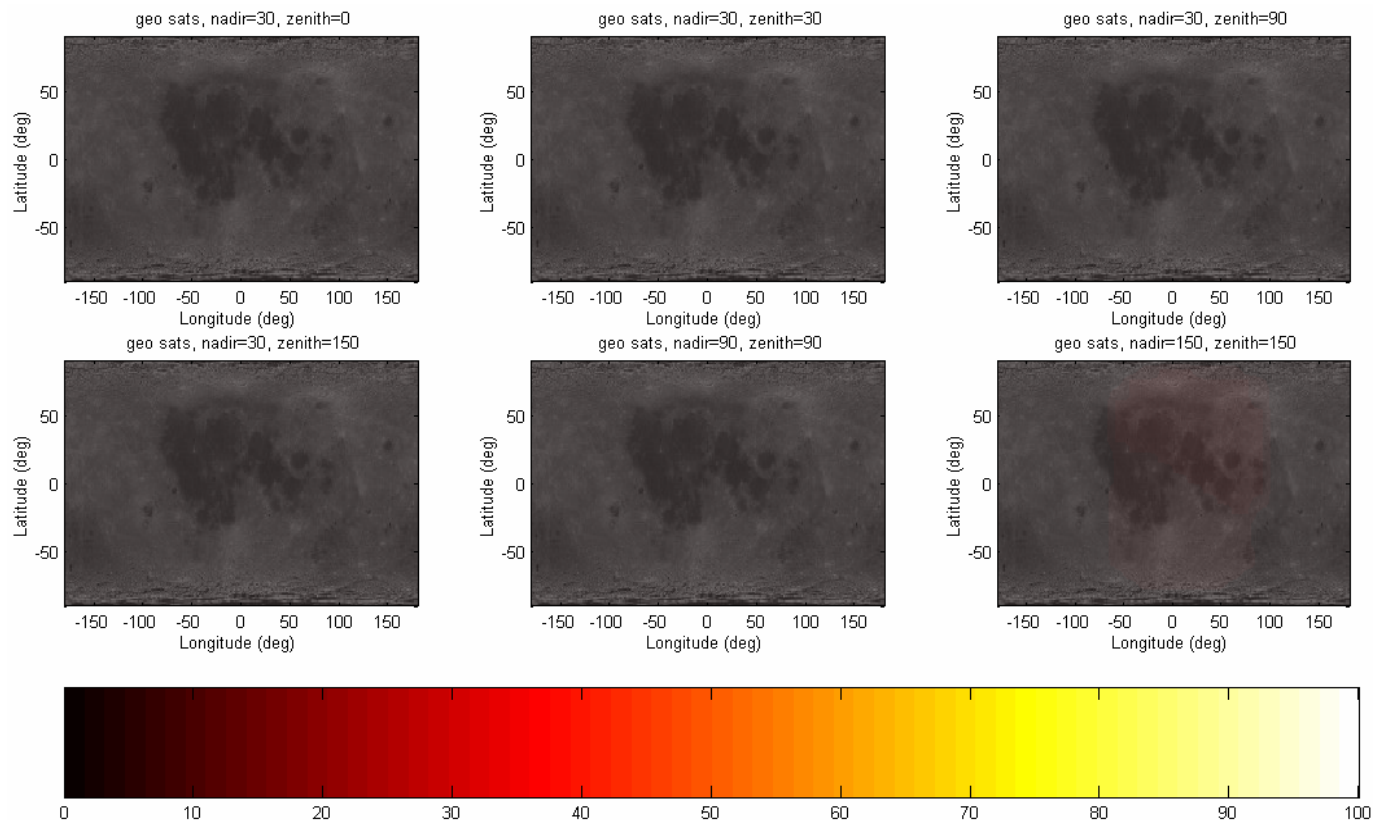 geo sats, nadir=30, zenith=0
geo sats, nadir=30, zenith=30
geo sats, nadir=30, zenith=90
50
0
-50
Latitude (deg)
-150 -100 -50 0 50 100 150
Longitude (deg)
50
0
-50
Latitude (deg)
-150 -100 -50 0 50 100 150
Longitude (deg)
50
0
-50
Latitude (deg)
-150 -100 -50 0 50 100 150
Longitude (deg)
geo sats, nadir=30, zenith=150
geo sats, nadir=90, zenith=90
geo sats, nadir=150, zenith=150
50
0
-50
Latitude (deg)
-150 -100 -50 0 50 100 150
Longitude (deg)
50
0
-50
Latitude (deg)
-150 -100 -50 0 50 100 150
Longitude (deg)
50
0
-50
Latitude (deg)
-150 -100 -50 0 50 100 150
Longitude (deg)
0 10 20 30 40 50 60 70 80 90 100